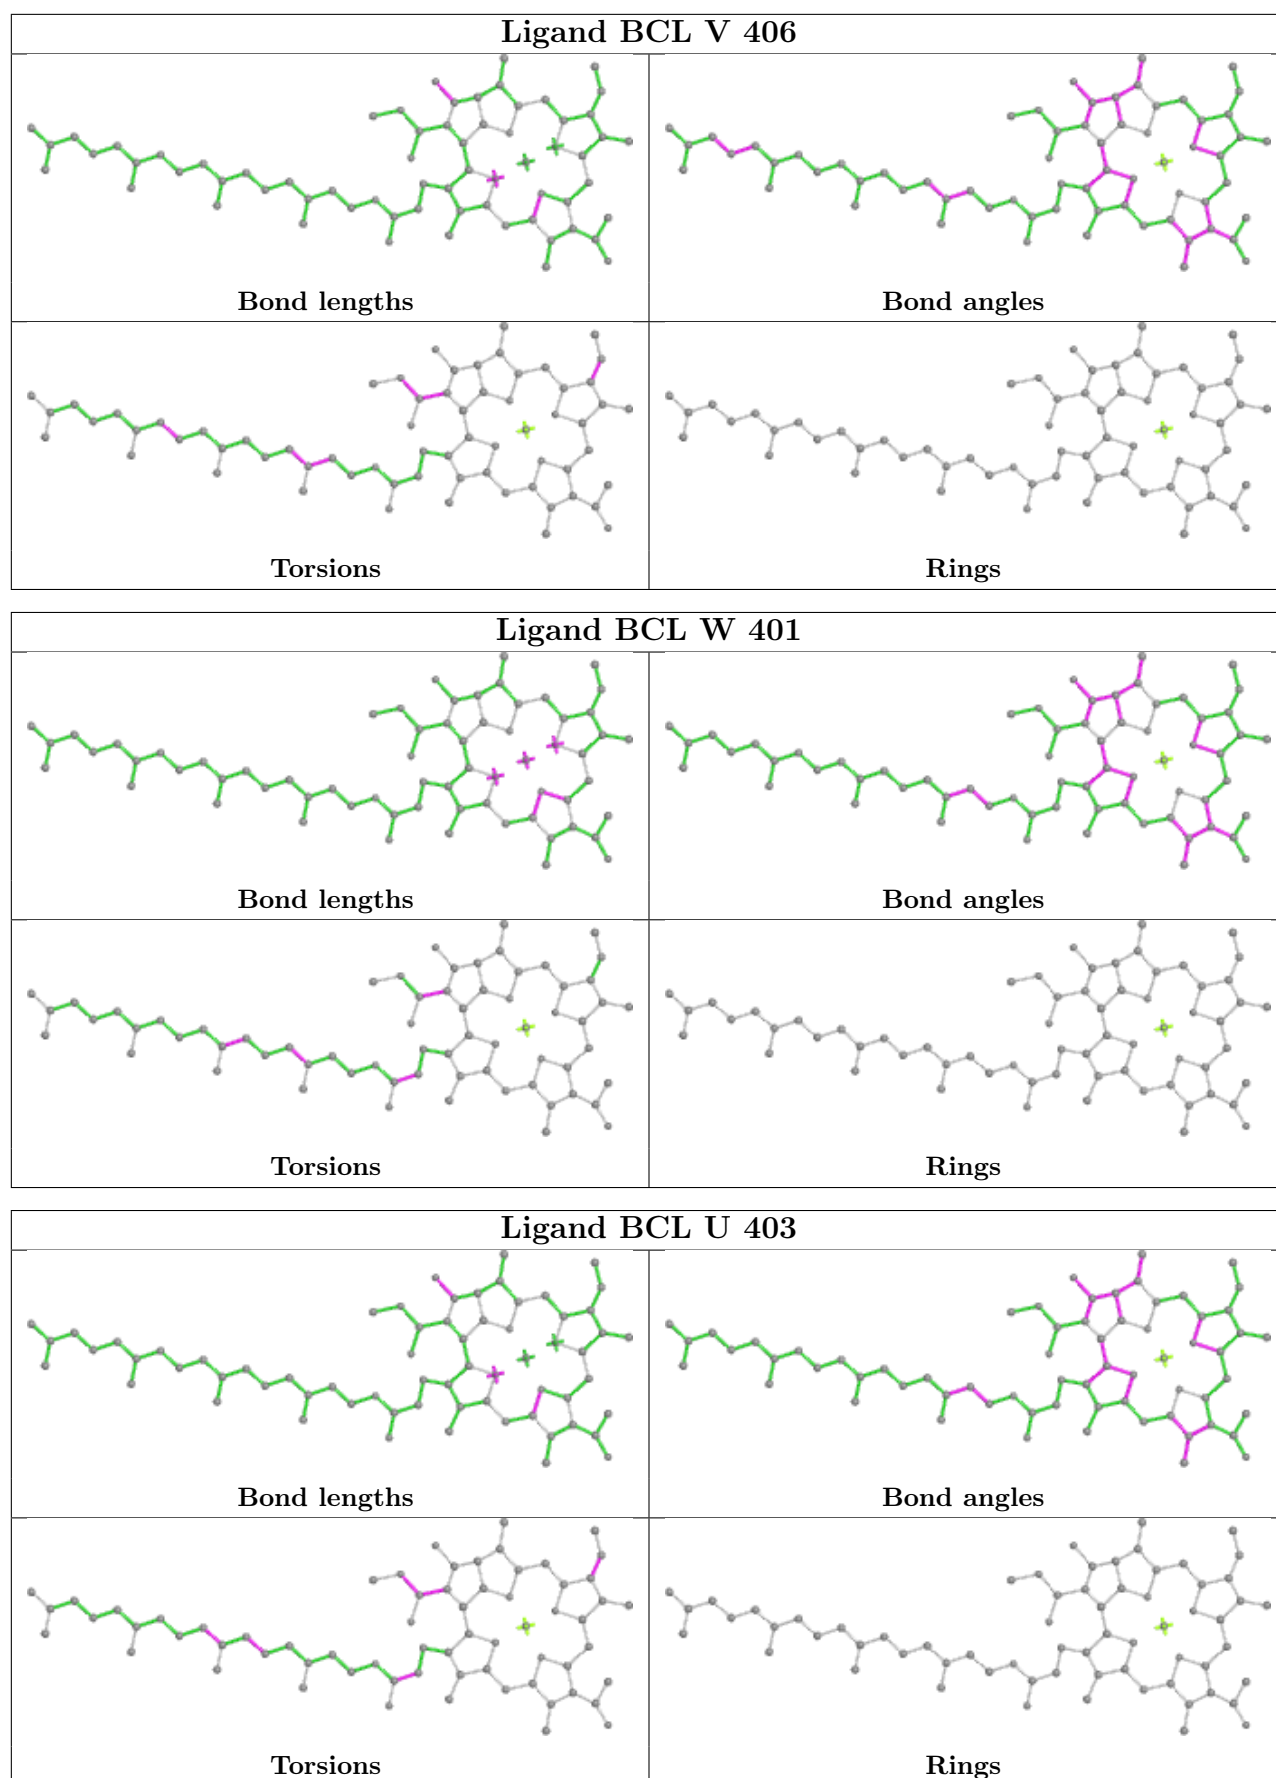 Ligand BCL V 406
Bond lengths
Bond angles
Torsions
Rings
Ligand BCL W 401
Bond lengths
Bond angles
Torsions
Rings
Ligand BCL U 403
Bond lengths
Bond angles
Torsions
Rings